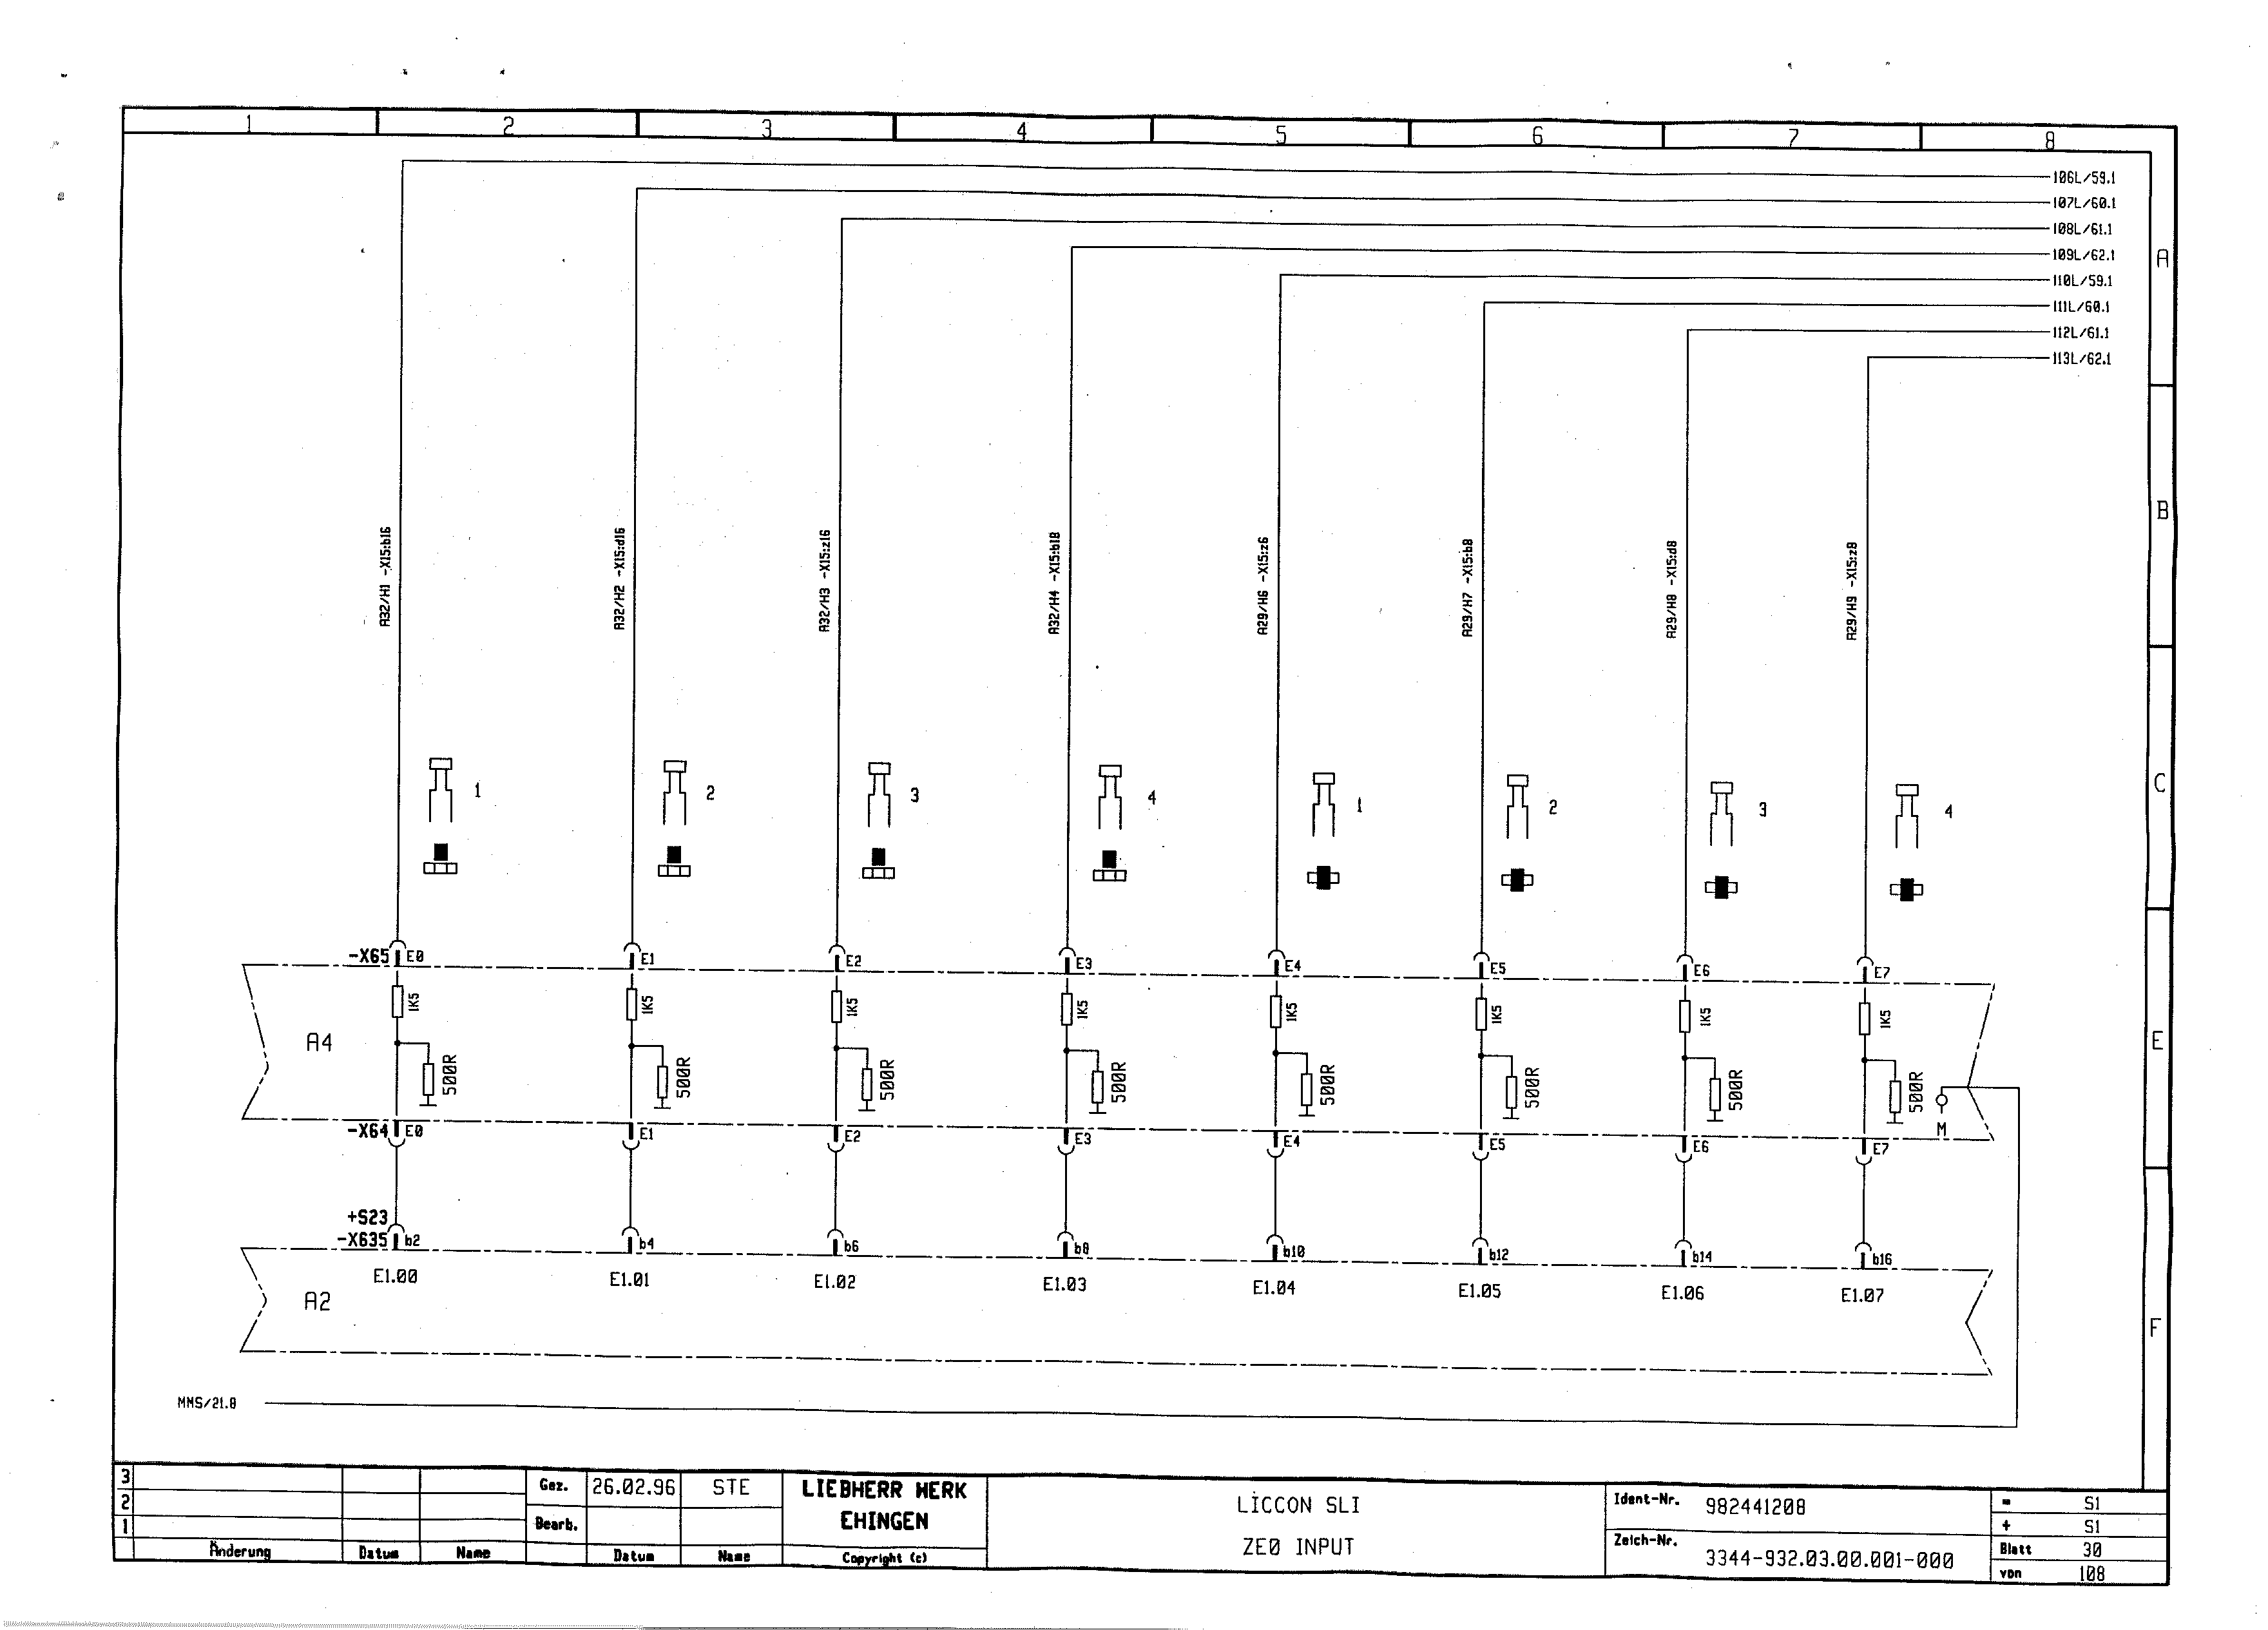 1 2 3 4 5 6 7 8
106L/59.1
107L/60.1
108L/61.1
109L/62.1
110L/59.1
111L/60.1
112L/61.1
113L/62.1
A
B
C
E
F
A32/H1 -X15:b16
A32/H2 -X15:d16
A32/H3 -X15:z16
A32/H4 -X15:b18
A29/H6 -X15:z6
A29/H7 -X15:b8
A29/H8 -X15:d8
A29/H9 -X15:z8
1 2 3 4 1 2 3 4
-X65 E0 E1 E2 E3 E4 E5 E6 E7
1K5 1K5 1K5 1K5 1K5 1K5 1K5 1K5
A4
500R 500R 500R 500R 500R 500R 500R 500R
M
-X64 E0 E1 E2 E3 E4 E5 E6 E7
+S23
-X635 b2 b4 b6 b8 b10 b12 b14 b16
E1.00 E1.01 E1.02 E1.03 E1.04 E1.05 E1.06 E1.07
A2
MNS/21.8
3
2
1
Änderung Datum Name
Gez. 26.02.96 STE
Bearb.
Datum Name
LIEBHERR WERK
EHINGEN
Copyright (c)
LICCON SLI
ZE0 INPUT
Ident-Nr. 982441208
Zeich-Nr. 3344-932.03.00.001-000
= S1
+ S1
Blatt 30
von 108